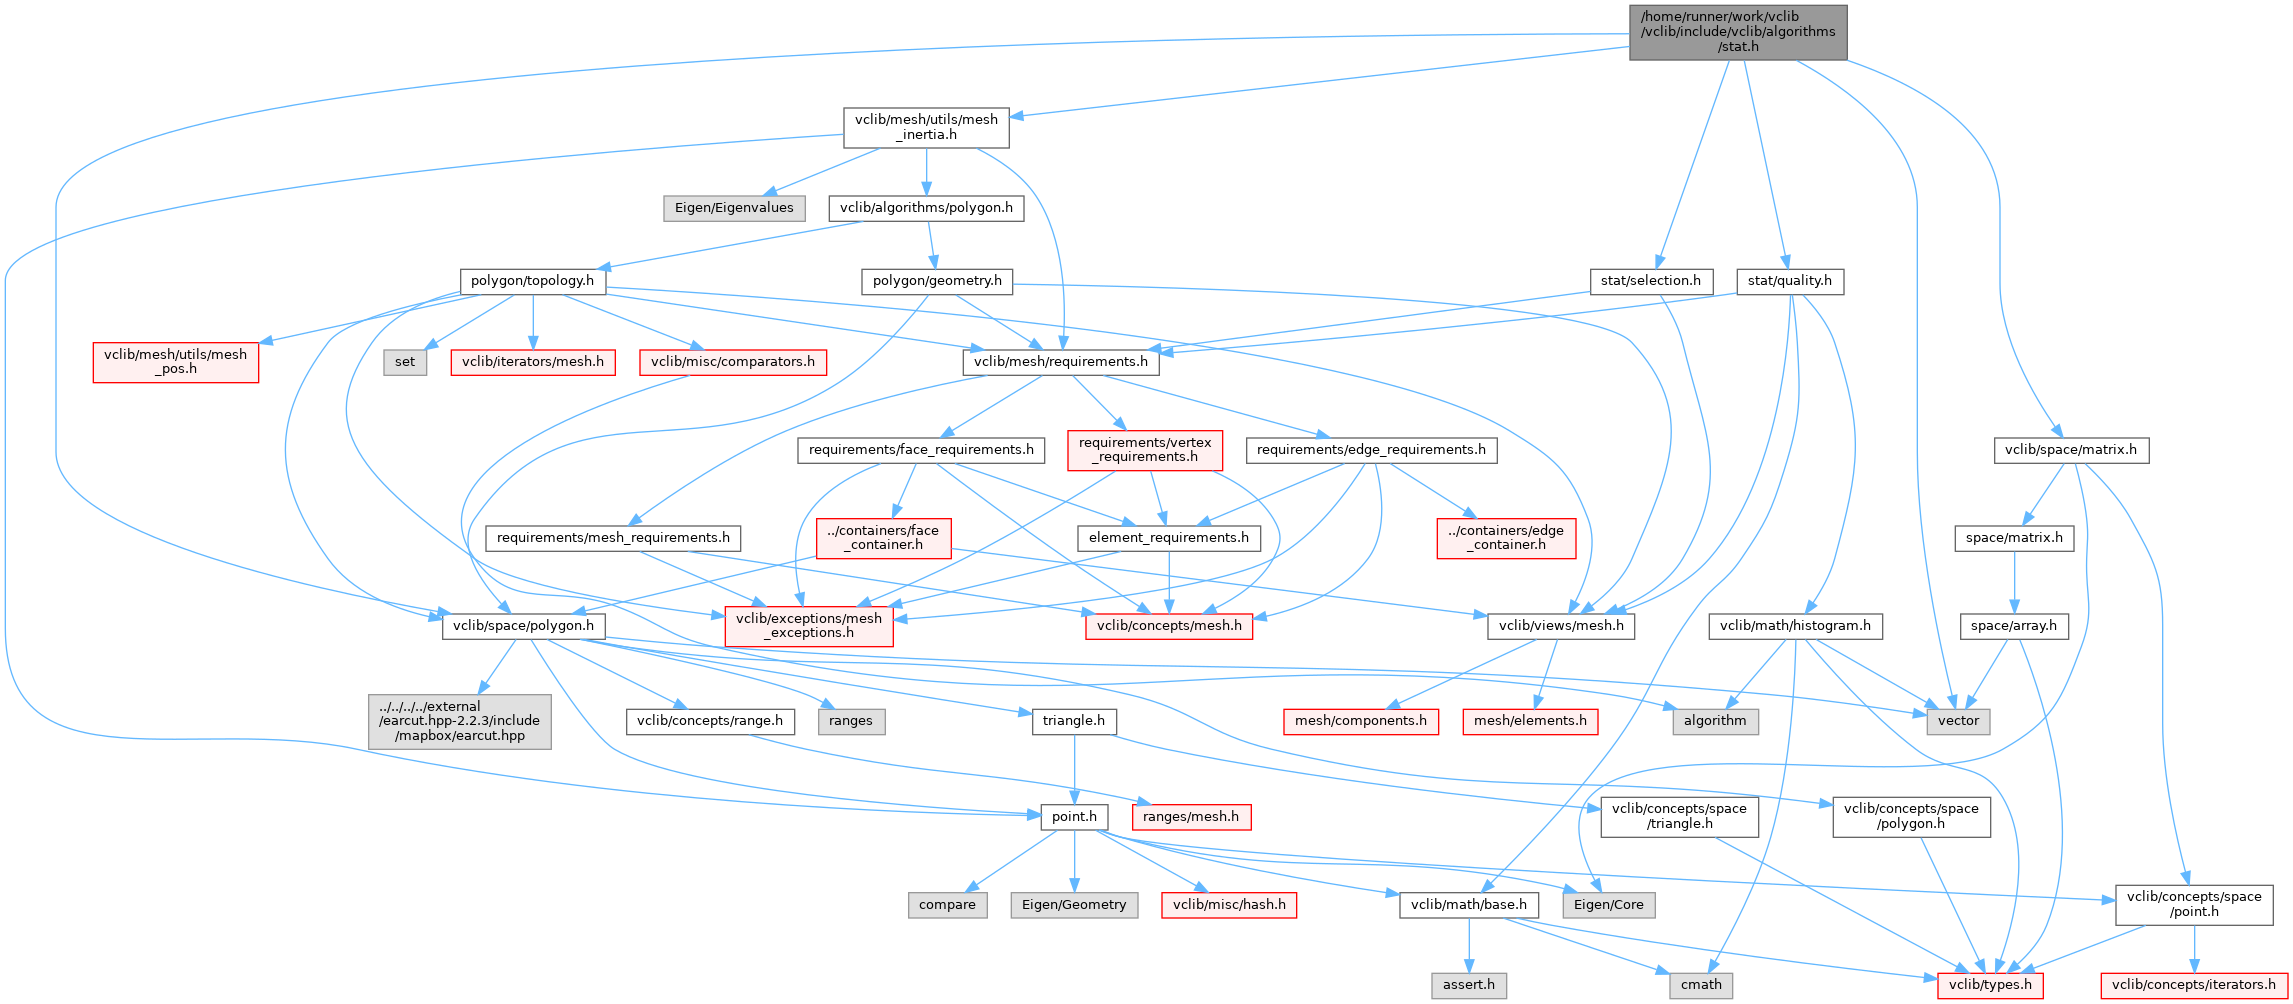 /home/runner/work/vclib
/vclib/include/vclib/algorithms
/stat.h
vclib/mesh/utils/mesh
_inertia.h
Eigen/Eigenvalues
vclib/algorithms/polygon.h
polygon/topology.h
polygon/geometry.h
stat/selection.h
stat/quality.h
vclib/mesh/utils/mesh
_pos.h
set
vclib/iterators/mesh.h
vclib/misc/comparators.h
vclib/mesh/requirements.h
requirements/face_requirements.h
requirements/vertex
_requirements.h
requirements/edge_requirements.h
vclib/space/matrix.h
requirements/mesh_requirements.h
../containers/face
_container.h
element_requirements.h
../containers/edge
_container.h
space/matrix.h
vclib/space/polygon.h
vclib/exceptions/mesh
_exceptions.h
vclib/concepts/mesh.h
vclib/views/mesh.h
vclib/math/histogram.h
space/array.h
../../../../external
/earcut.hpp-2.2.3/include
/mapbox/earcut.hpp
vclib/concepts/range.h
ranges
triangle.h
mesh/components.h
mesh/elements.h
algorithm
vector
point.h
ranges/mesh.h
vclib/concepts/space
/triangle.h
vclib/concepts/space
/polygon.h
compare
Eigen/Geometry
vclib/misc/hash.h
vclib/math/base.h
Eigen/Core
vclib/concepts/space
/point.h
assert.h
cmath
vclib/types.h
vclib/concepts/iterators.h